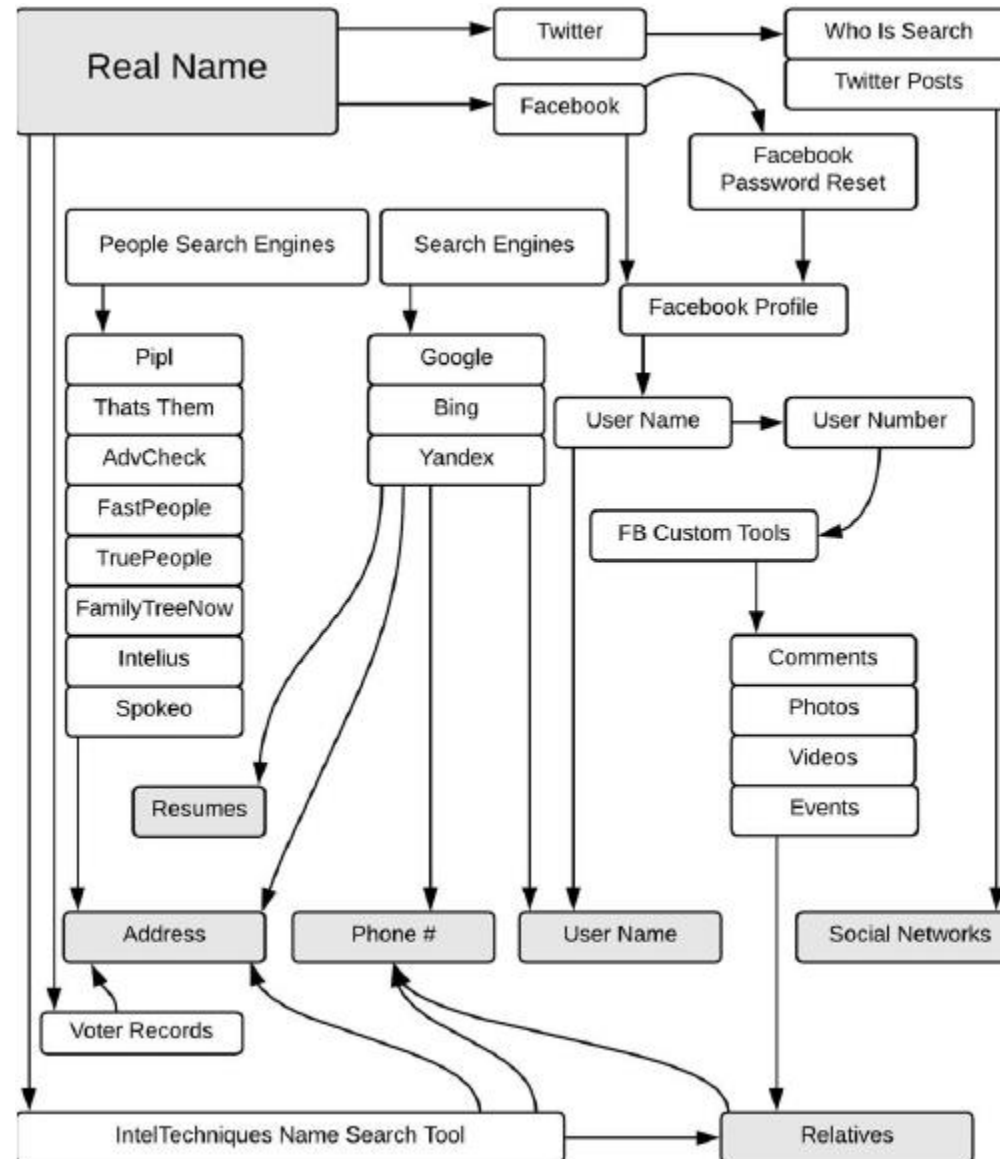 Real Name
Twitter
Who Is Search
Twitter Posts
Facebook
Facebook
Password Reset
People Search Engines
Search Engines
Facebook Profile
Pipl
Thats Them
AdvCheck
FastPeople
TruePeople
FamilyTreeNow
Intelius
Spokeo
Google
Bing
Yandex
User Name
User Number
FB Custom Tools
Comments
Photos
Videos
Events
Resumes
Address
Phone #
User Name
Social Networks
Voter Records
IntelTechniques Name Search Tool
Relatives